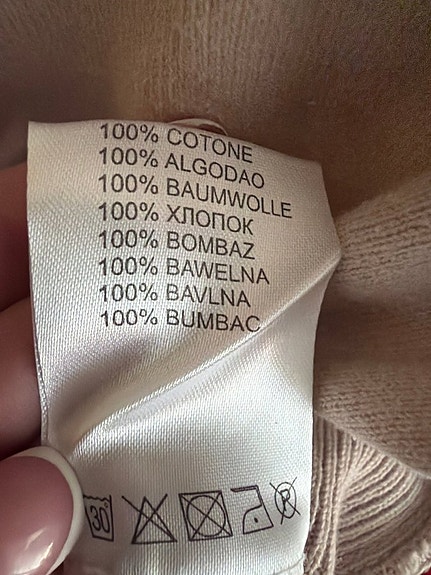 100% COTONE
100% ALGODAO
100% BAUMWOLLE
100% ХЛОПОК
100% BOMBAZ
100% BAWELNA
100% BAVLNA
100% BUMBAC
30 P